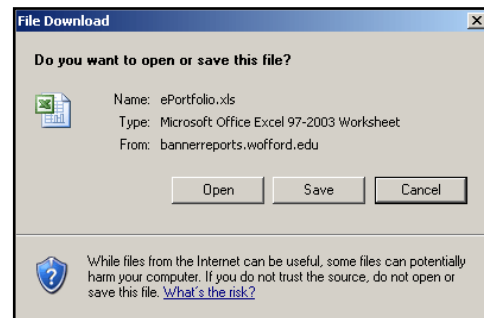 File Download
Do you want to open or save this file?
Name: ePortfolio.xls
Type: Microsoft Office Excel 97-2003 Worksheet
From: bannerreports.wofford.edu
Open Save Cancel
While files from the Internet can be useful, some files can potentially
harm your computer. If you do not trust the source, do not open or
save this file. What's the risk?